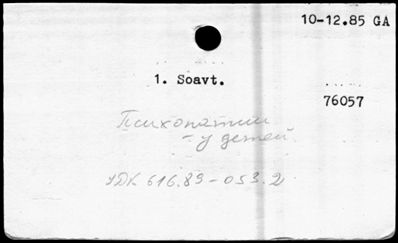 10-12.85 GA
1. Soavt.
76057
Психопатии
- у детей.
УДК 616.89-053.2